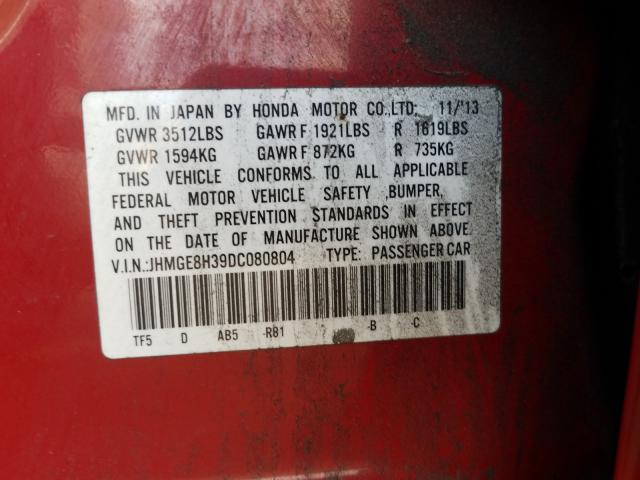 MFD. IN JAPAN BY HONDA MOTOR CO.,LTD. 11/'13
GVWR 3512LBS GAWR F 1921LBS R 1619LBS
GVWR 1594KG GAWR F 872KG R 735KG
THIS VEHICLE CONFORMS TO ALL APPLICABLE
FEDERAL MOTOR VEHICLE SAFETY ,BUMPER,
AND THEFT PREVENTION STANDARDS IN EFFECT
ON THE DATE OF MANUFACTURE SHOWN ABOVE.
V.I.N.:JHMGE8H39DC080804 TYPE: PASSENGER CAR
TF5 D AB5 -R81 -B -C